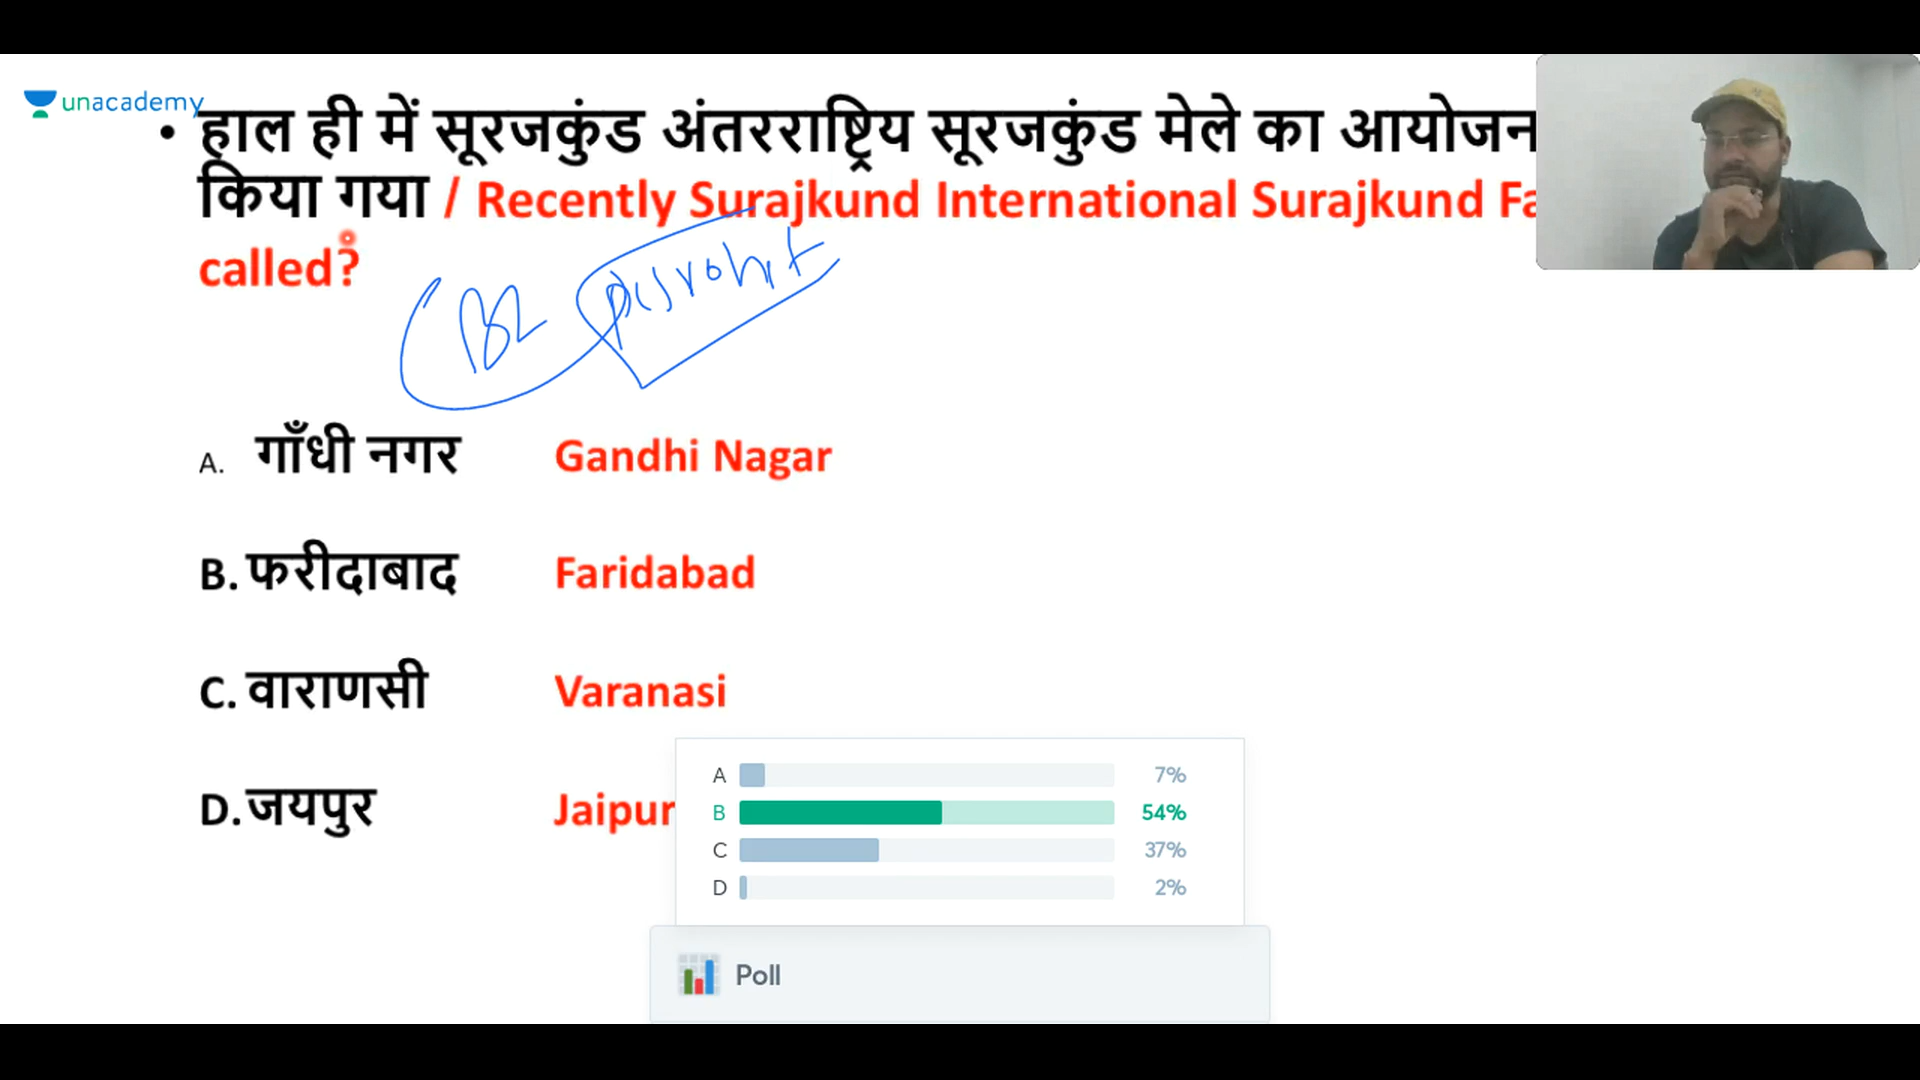 unacademy
• हाल ही में सूरजकुंड अंतरराष्ट्रिय सूरजकुंड मेले का आयोजन
किया गया / Recently Surajkund International Surajkund Fa
called?
A. गाँधी नगर Gandhi Nagar
B. फरीदाबाद Faridabad
C. वाराणसी Varanasi
D. जयपुर Jaipur
A 7%
B 54%
C 37%
D 2%
Poll